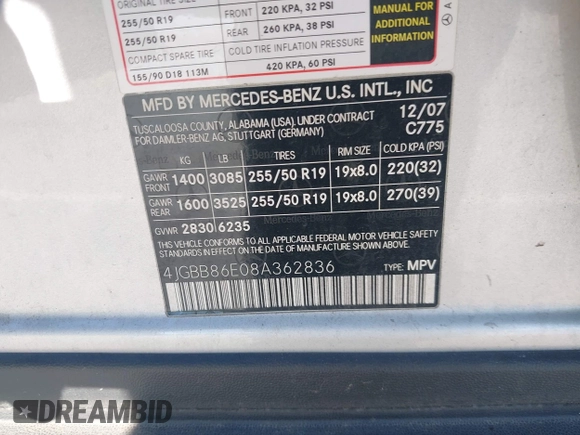 ORIGINAL TIRE SIZE
255/50 R19 FRONT 220 KPA, 32 PSI
255/50 R19 REAR 260 KPA, 38 PSI
COMPACT SPARE TIRE COLD TIRE INFLATION PRESSURE
155/90 D18 113M 420 KPA, 60 PSI
MANUAL FOR
ADDITIONAL
INFORMATION
MFD BY MERCEDES-BENZ U.S. INTL., INC
TUSCALOOSA COUNTY, ALABAMA (USA). UNDER CONTRACT 12/07
FOR DAIMLER-BENZ AG, STUTTGART (GERMANY) C775
KG LB TIRES RIM SIZE COLD KPA (PSI)
GAWR FRONT 1400 3085 255/50 R19 19x8.0 220(32)
GAWR REAR 1600 3525 255/50 R19 19x8.0 270(39)
GVWR 2830 6235
THIS VEHICLE CONFORMS TO ALL APPLICABLE FEDERAL MOTOR VEHICLE SAFETY
AND THEFT PREVENTION STANDARDS IN EFFECT ON THE DATE OF MANUFACTURE SHOWN ABOVE.
4JGBB86E08A362836 TYPE: MPV
DREAMBID